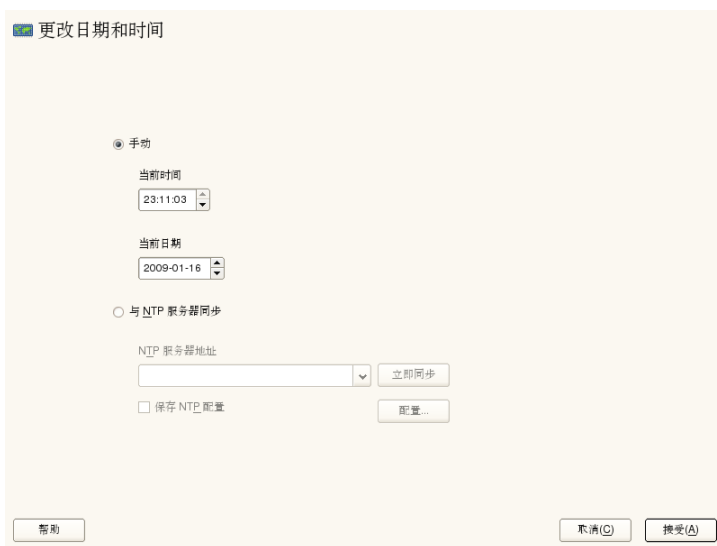 更改日期和时间
手动
当前时间
23:11:03
当前日期
2009-01-16
与 NTP 服务器同步
NTP 服务器地址
立即同步
保存 NTP 配置
配置...
帮助
取消(C)
接受(A)